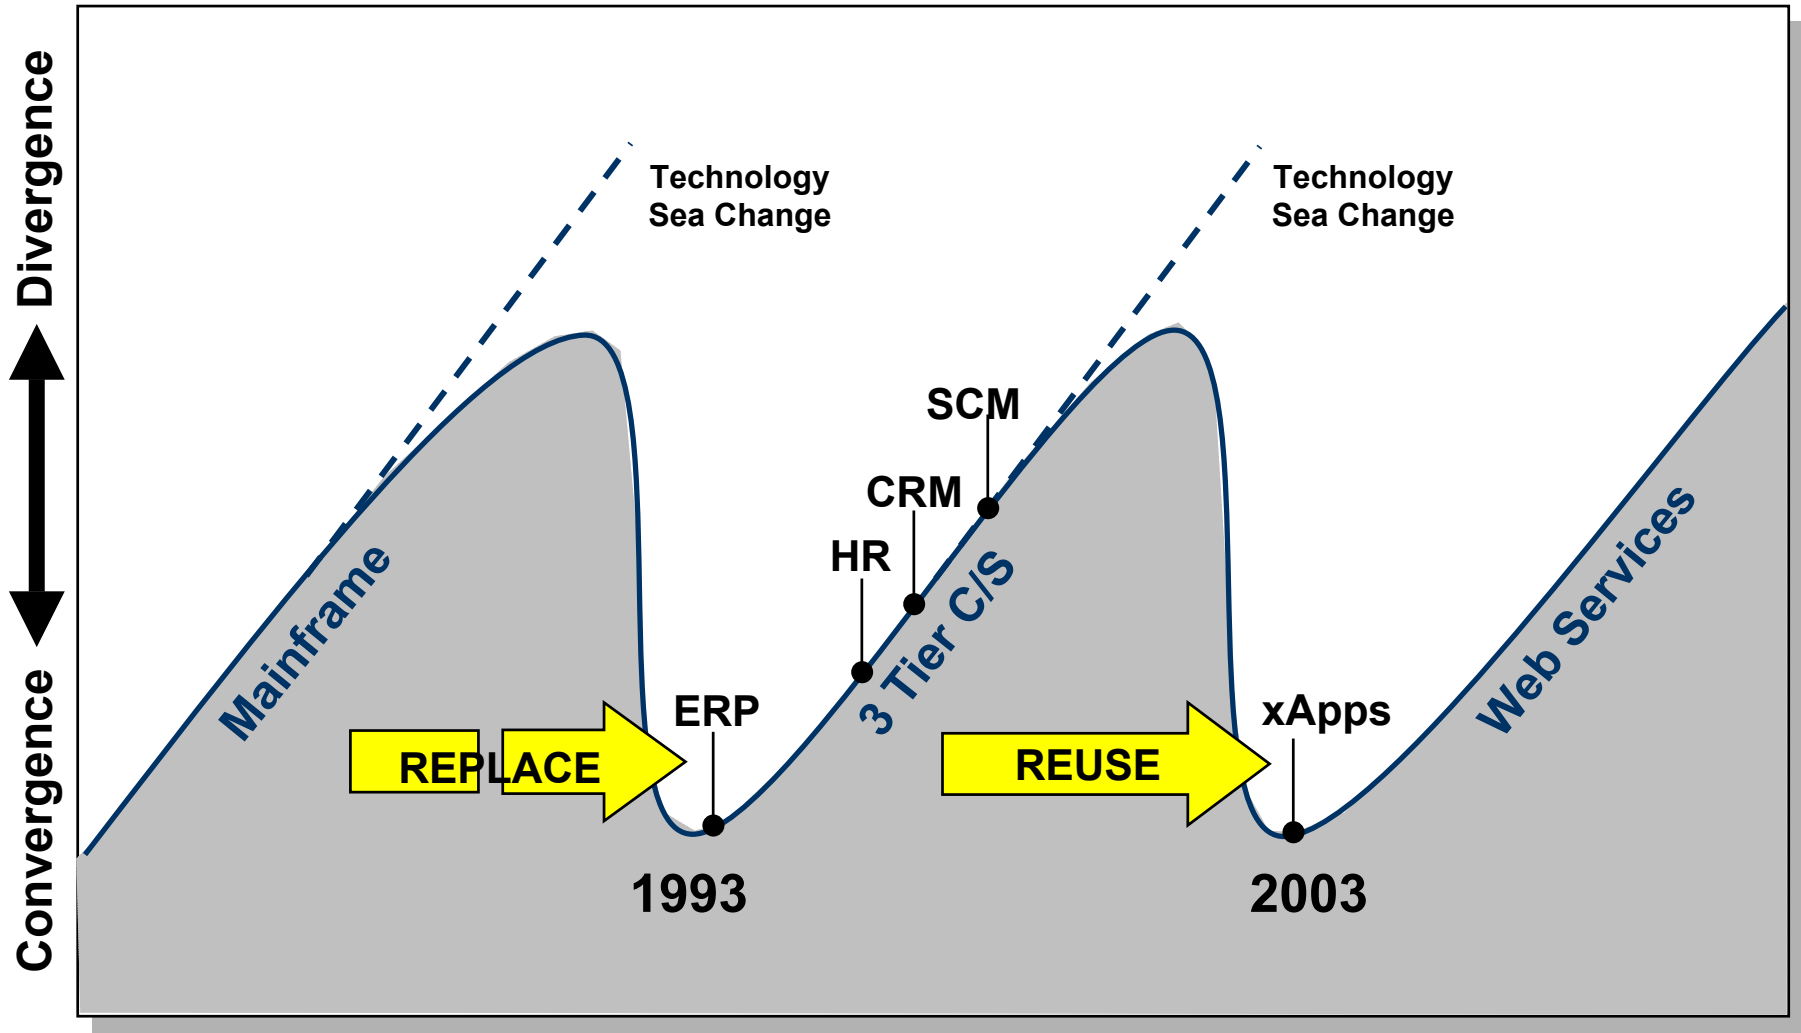 Divergence
Convergence
Technology
Sea Change
Technology
Sea Change
SCM
CRM
HR
Mainframe
3 Tier C/S
Web Services
ERP
xApps
REPLACE
REUSE
1993
2003